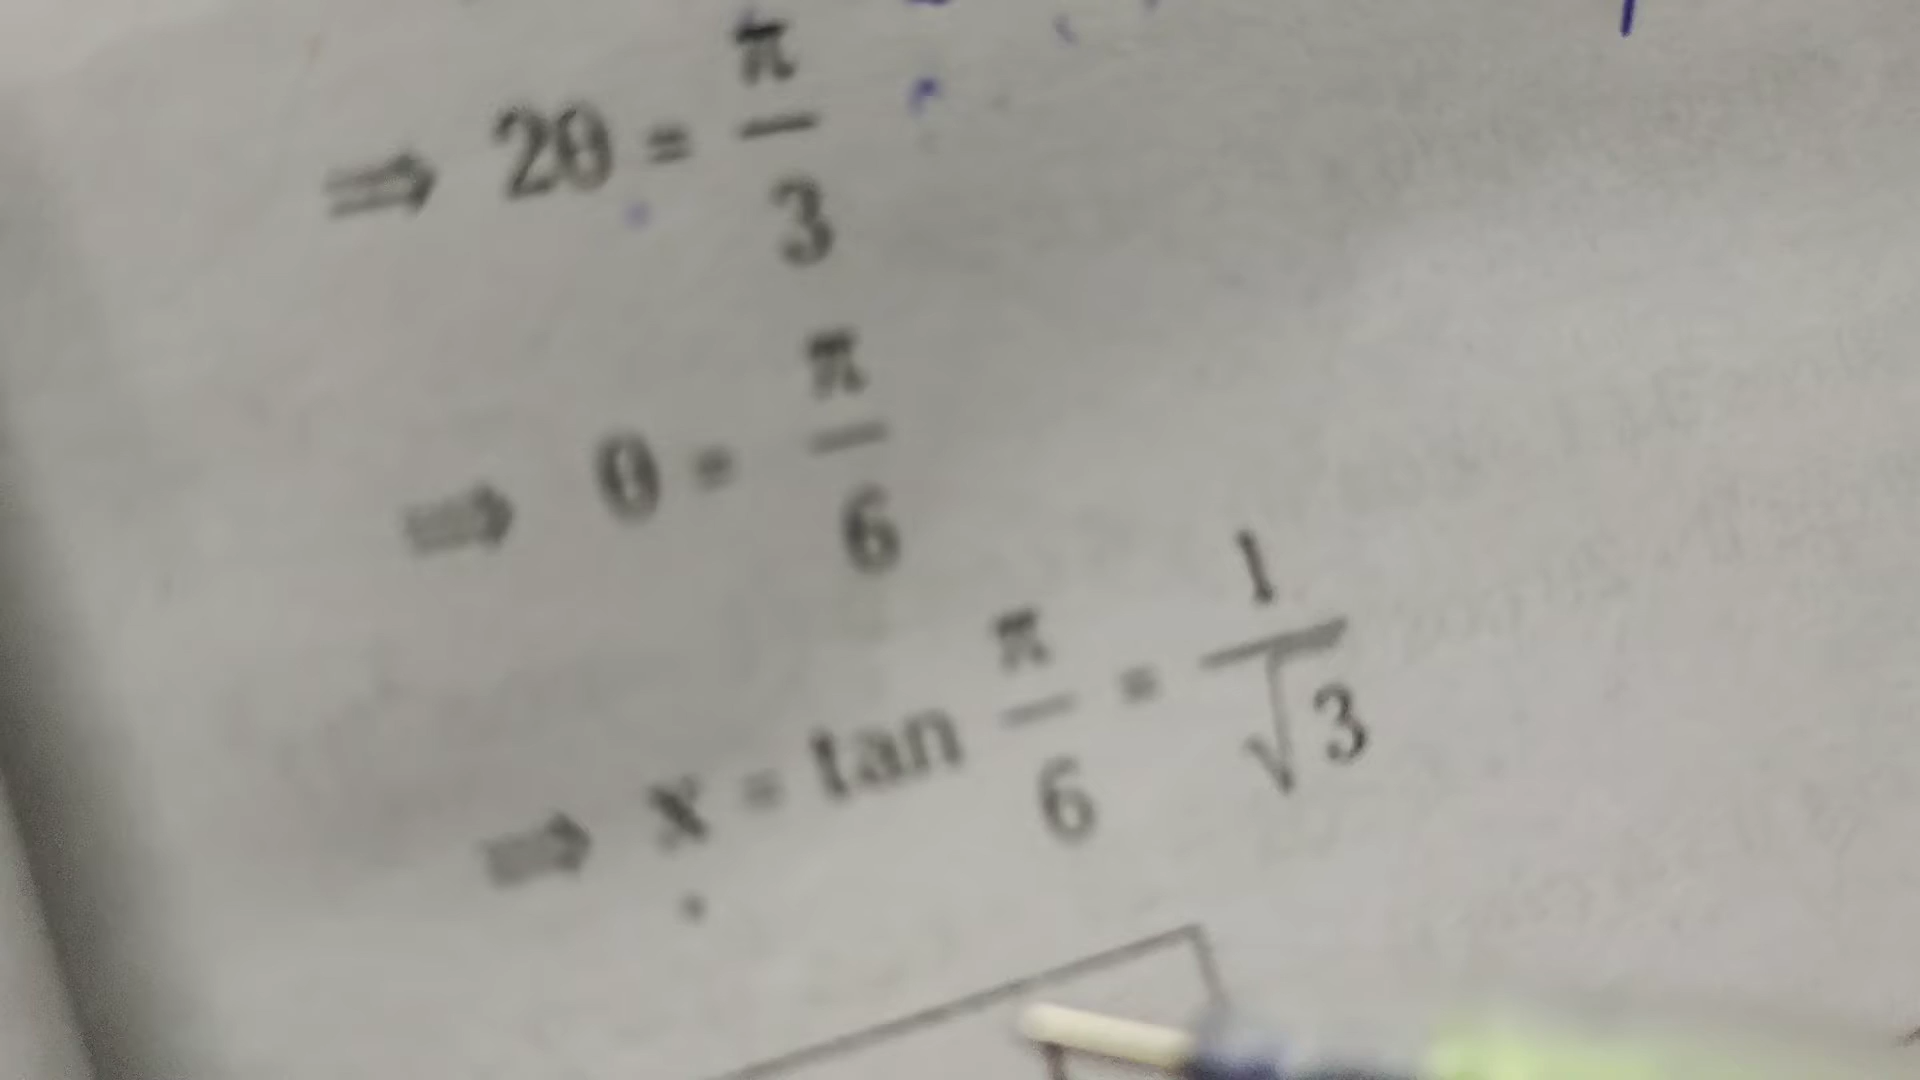 ⇒ 2θ = π/3
⇒ θ = π/6
⇒ x = tan π/6 = 1/√3